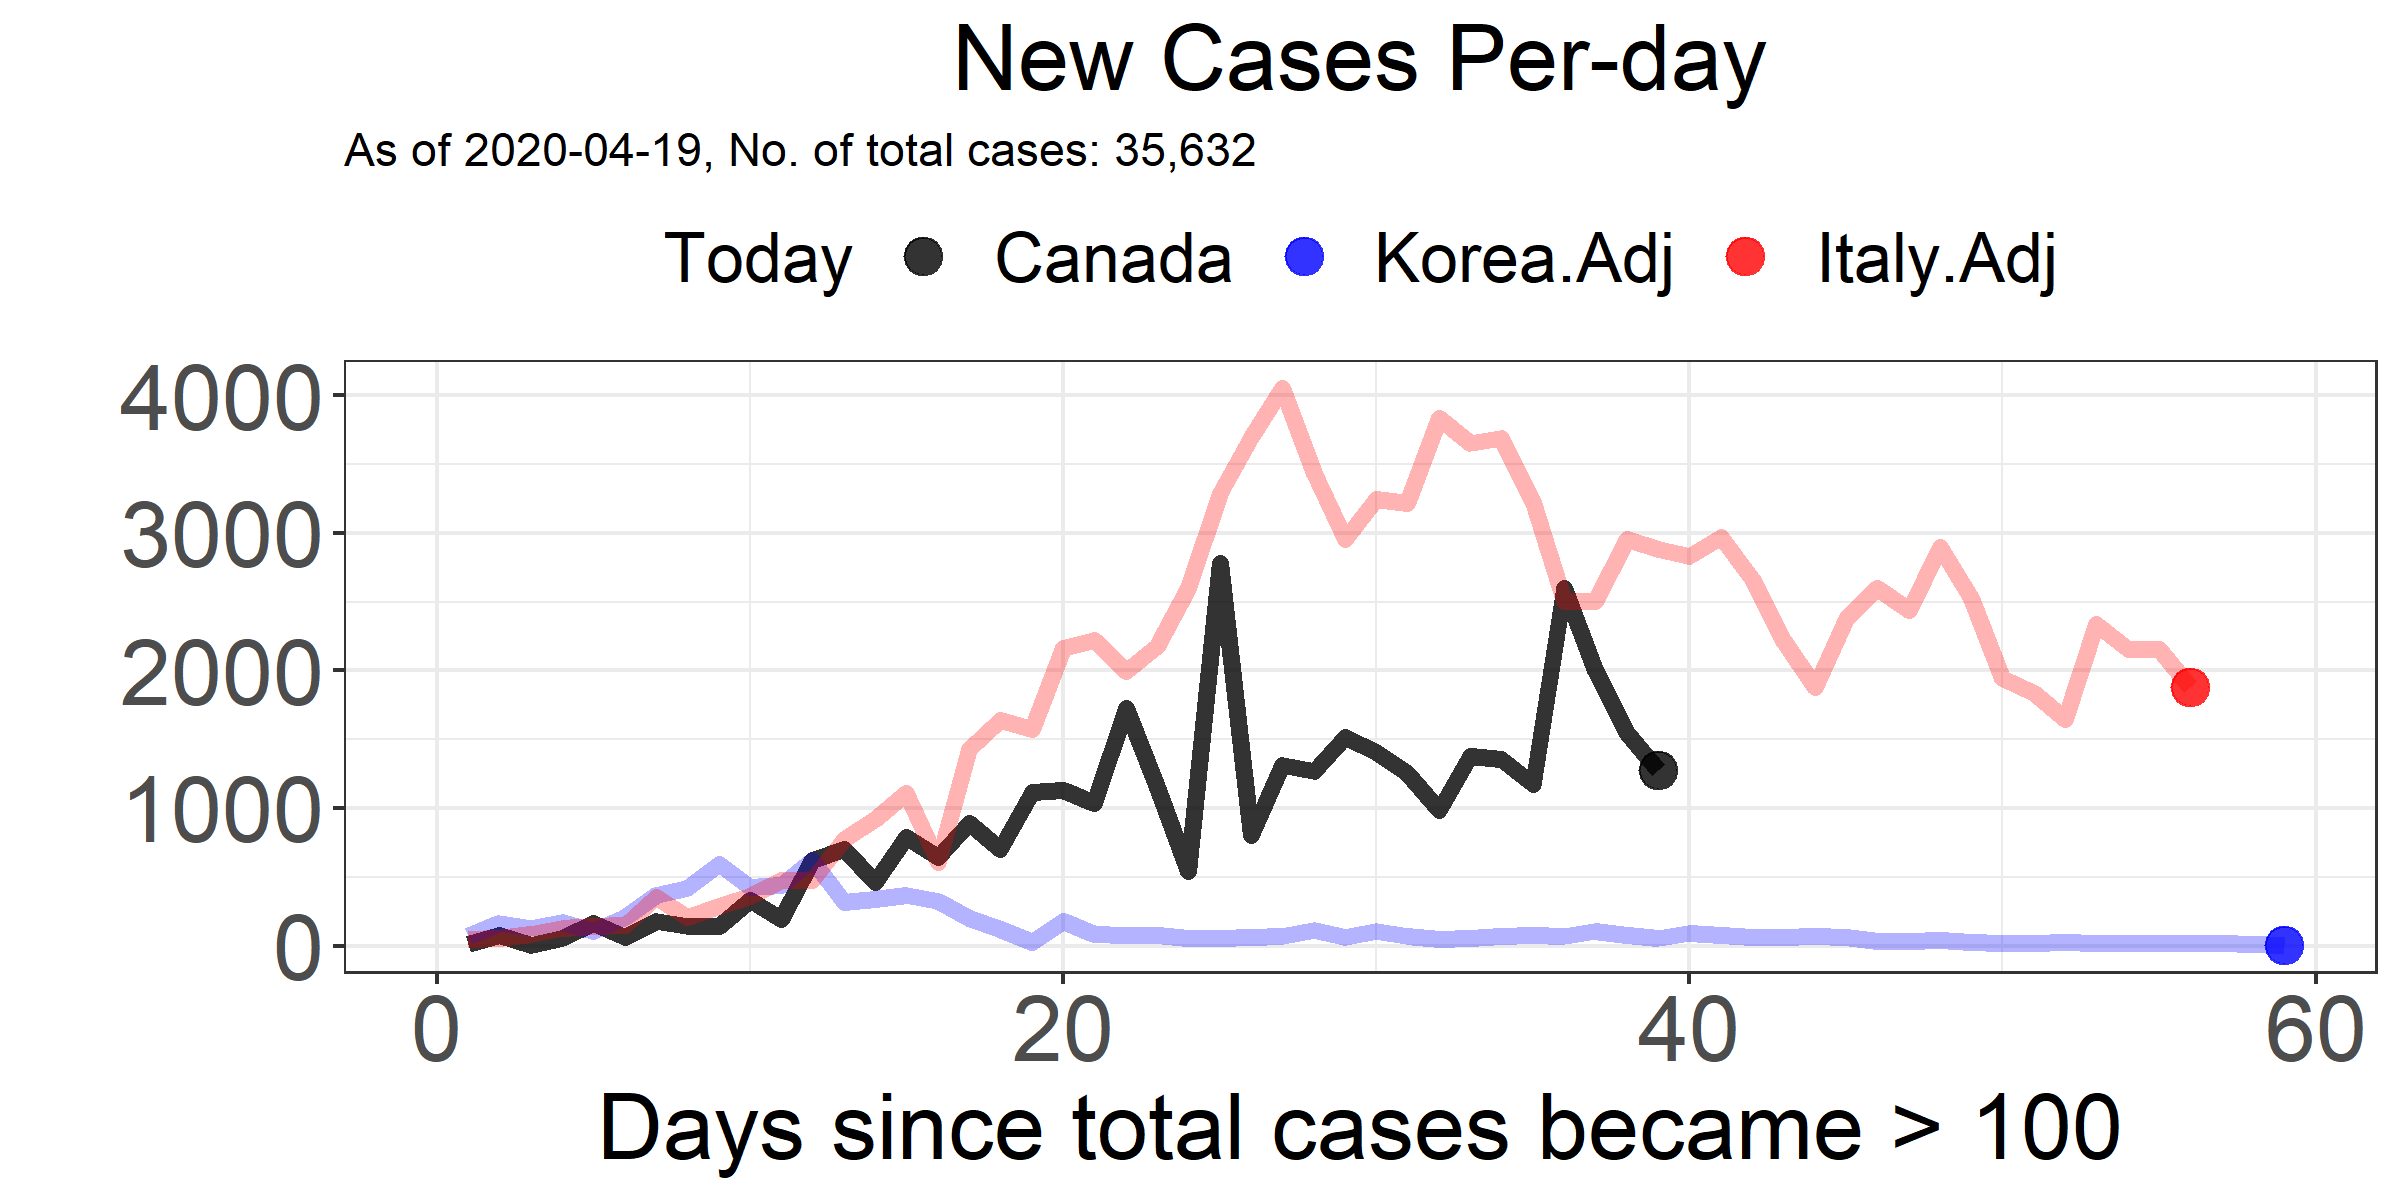 New Cases Per-day
As of 2020-04-19, No. of total cases: 35,632
Today Canada Korea.Adj Italy.Adj
4000
3000
2000
1000
0
0 20 40 60
Days since total cases became > 100